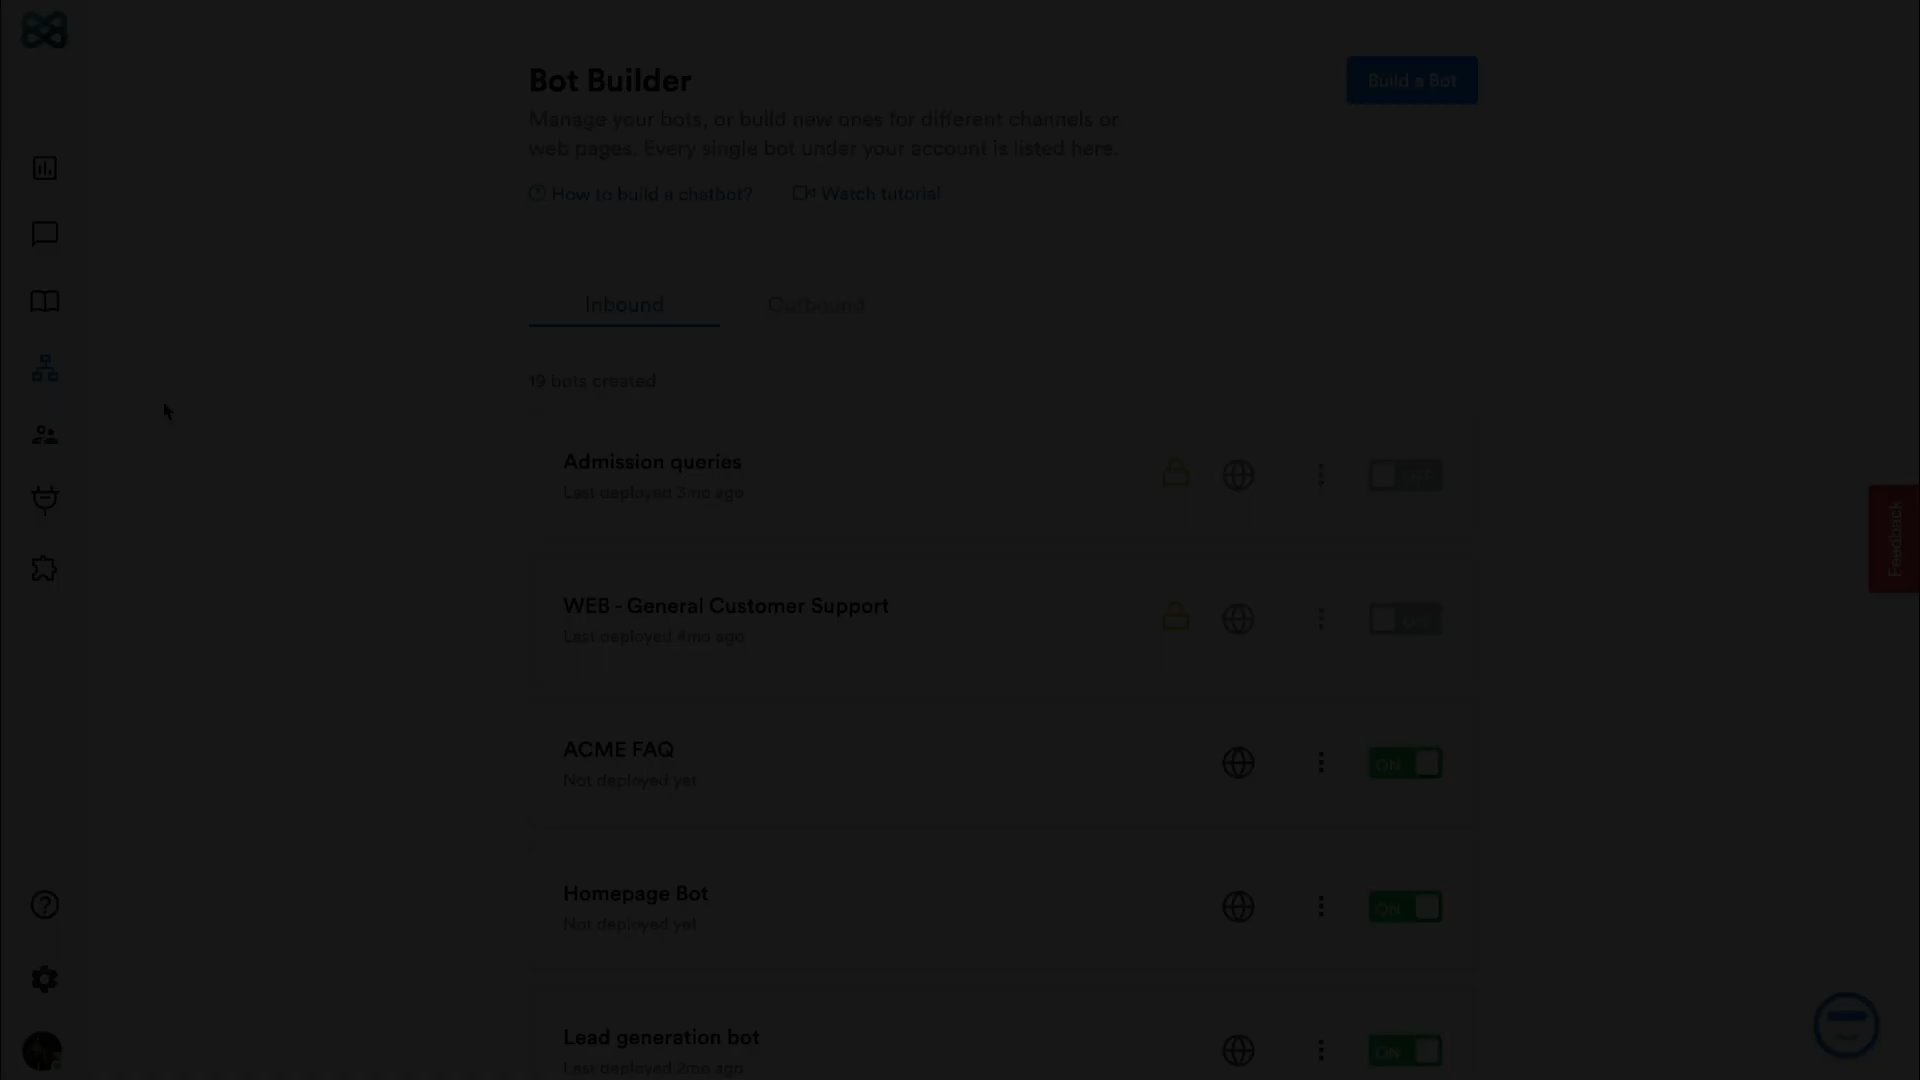 Bot Builder
Build a Bot
Manage your bots, or build new ones for different channels or
web pages. Every single bot under your account is listed here.
How to build a chatbot?
Watch tutorial
Inbound
Outbound
19 bots created
Admission queries
Last deployed 3mo ago
OFF
WEB - General Customer Support
Last deployed 4mo ago
ACME FAQ
Not deployed yet
ON
Homepage Bot
Not deployed yet
ON
Lead generation bot
Last deployed 2mo ago
ON
Feedback